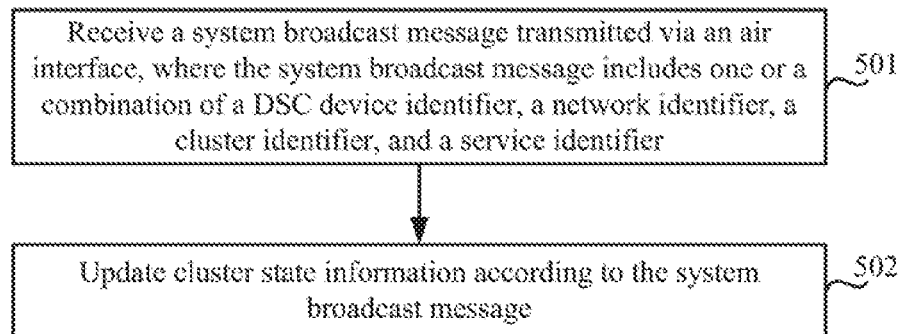 Receive a system broadcast message transmitted via an air
interface, where the system broadcast message includes one or a
combination of a DSC device identifier, a network identifier, a
cluster identifier, and a service identifier
501
Update cluster state information according to the system
broadcast message
502